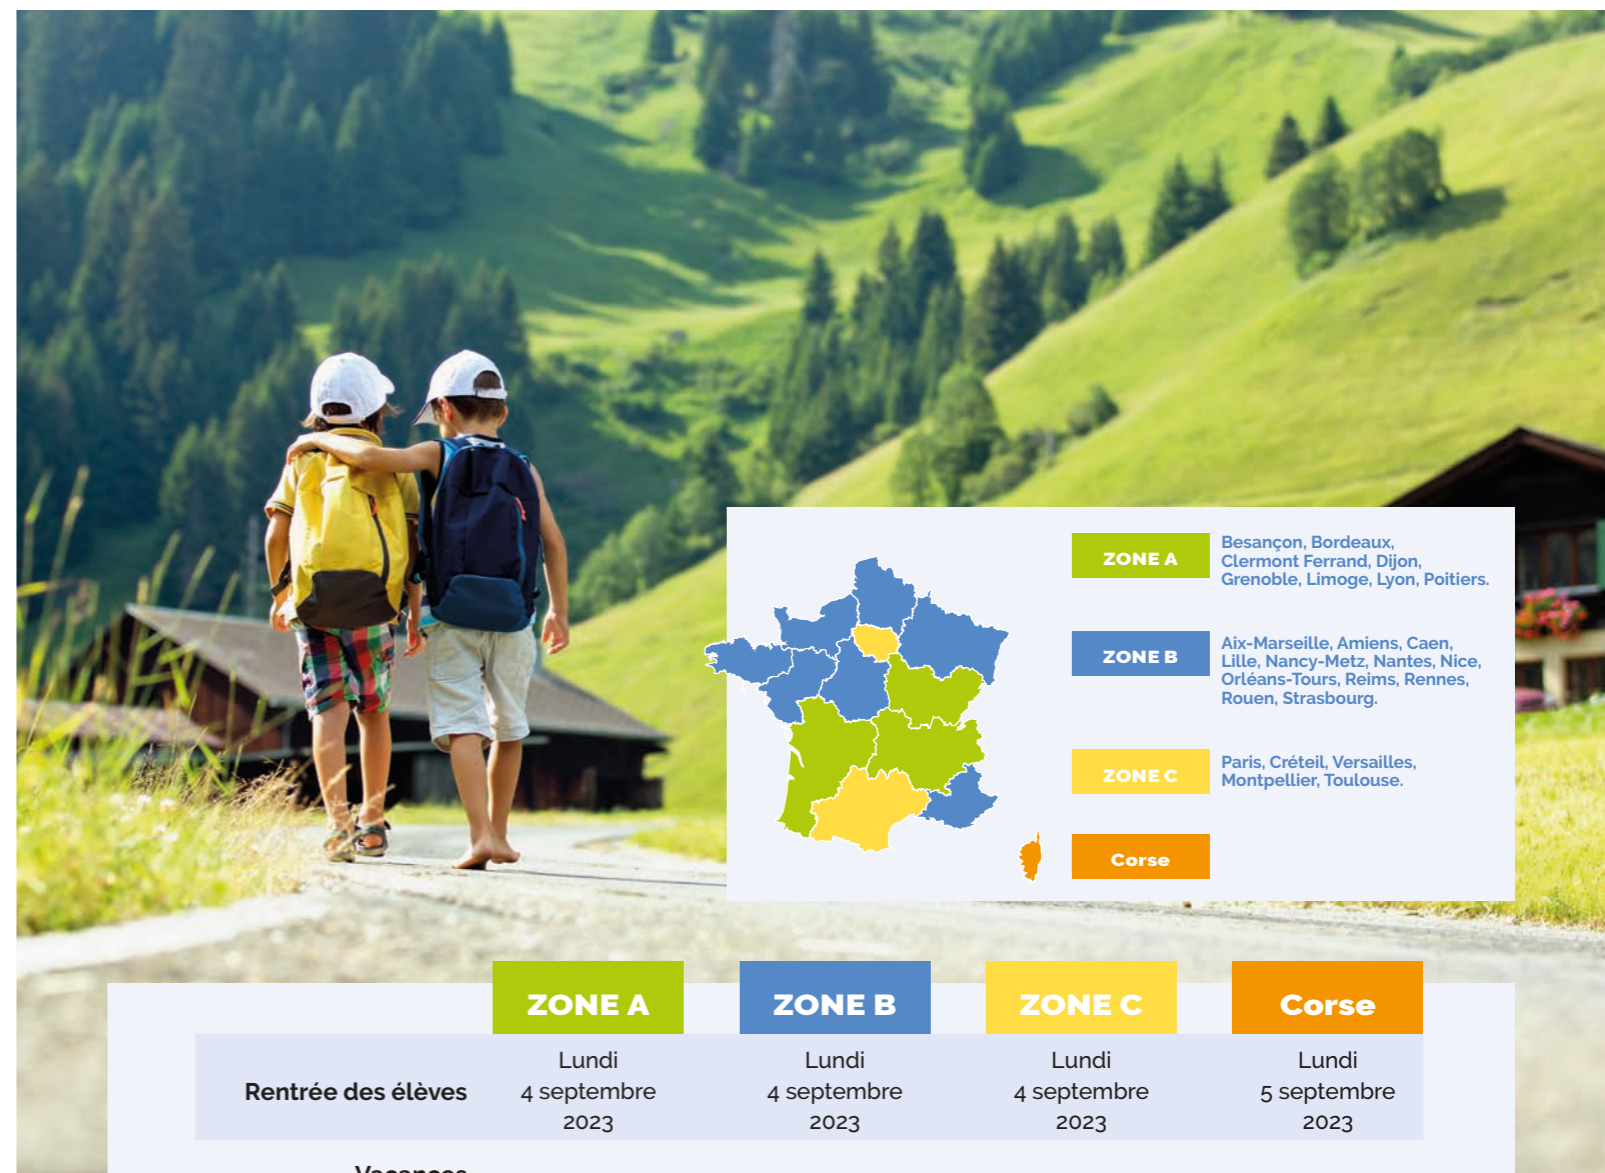 ZONE A
Besançon, Bordeaux,
Clermont Ferrand, Dijon,
Grenoble, Limoge, Lyon, Poitiers.
ZONE B
Aix-Marseille, Amiens, Caen,
Lille, Nancy-Metz, Nantes, Nice,
Orléans-Tours, Reims, Rennes,
Rouen, Strasbourg.
ZONE C
Paris, Créteil, Versailles,
Montpellier, Toulouse.
Corse
ZONE A ZONE B ZONE C Corse
Lundi Lundi Lundi Lundi
Rentrée des élèves 4 septembre 4 septembre 4 septembre 5 septembre
2023 2023 2023 2023
Vacances